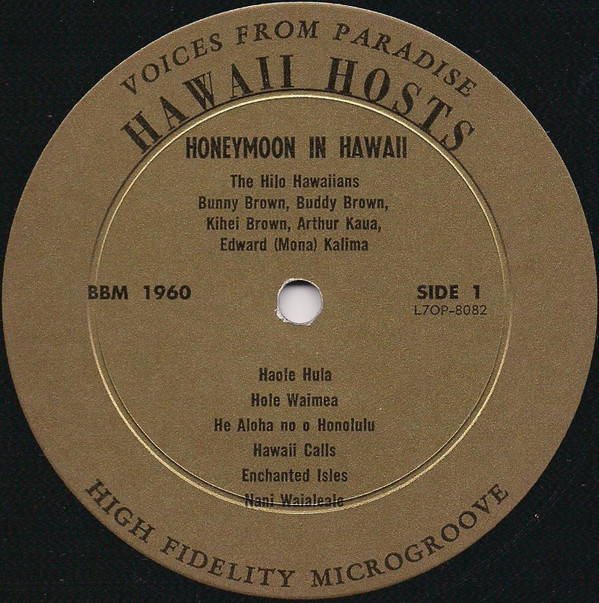 VOICES FROM PARADISE
HAWAII HOSTS
HONEYMOON IN HAWAII
The Hilo Hawaiians
Bunny Brown, Buddy Brown,
Kihei Brown, Arthur Kaua,
Edward (Mona) Kalima
BBM 1960
SIDE 1
L7OP-8082
Haole Hula
Hole Waimea
He Aloha no o Honolulu
Hawaii Calls
Enchanted Isles
Nani Waialeale
HIGH FIDELITY MICROGROOVE